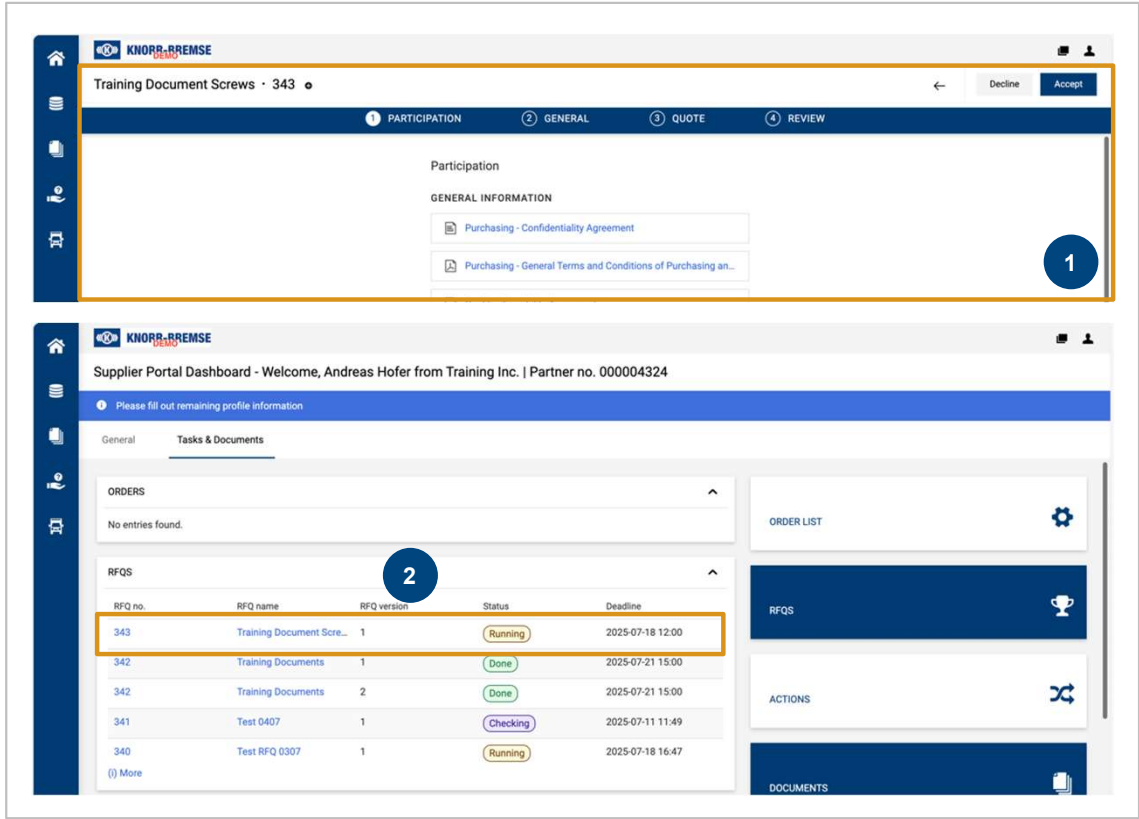 KNORR-BREMSE
DEMO
Training Document Screws · 343
Decline
Accept
1 PARTICIPATION 2 GENERAL 3 QUOTE 4 REVIEW
Participation
GENERAL INFORMATION
Purchasing - Confidentiality Agreement
Purchasing - General Terms and Conditions of Purchasing an...
1
KNORR-BREMSE
DEMO
Supplier Portal Dashboard - Welcome, Andreas Hofer from Training Inc. | Partner no. 000004324
Please fill out remaining profile information
General Tasks & Documents
ORDERS
No entries found.
ORDER LIST
RFQS
2
RFQ no. RFQ name RFQ version Status Deadline
343 Training Document Scre... 1 Running 2025-07-18 12:00
342 Training Documents 1 Done 2025-07-21 15:00
342 Training Documents 2 Done 2025-07-21 15:00
341 Test 0407 1 Checking 2025-07-11 11:49
340 Test RFQ 0307 1 Running 2025-07-18 16:47
(i) More
RFQS
ACTIONS
DOCUMENTS